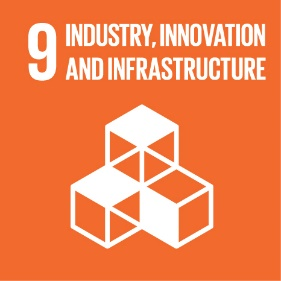 9 INDUSTRY, INNOVATION
AND INFRASTRUCTURE